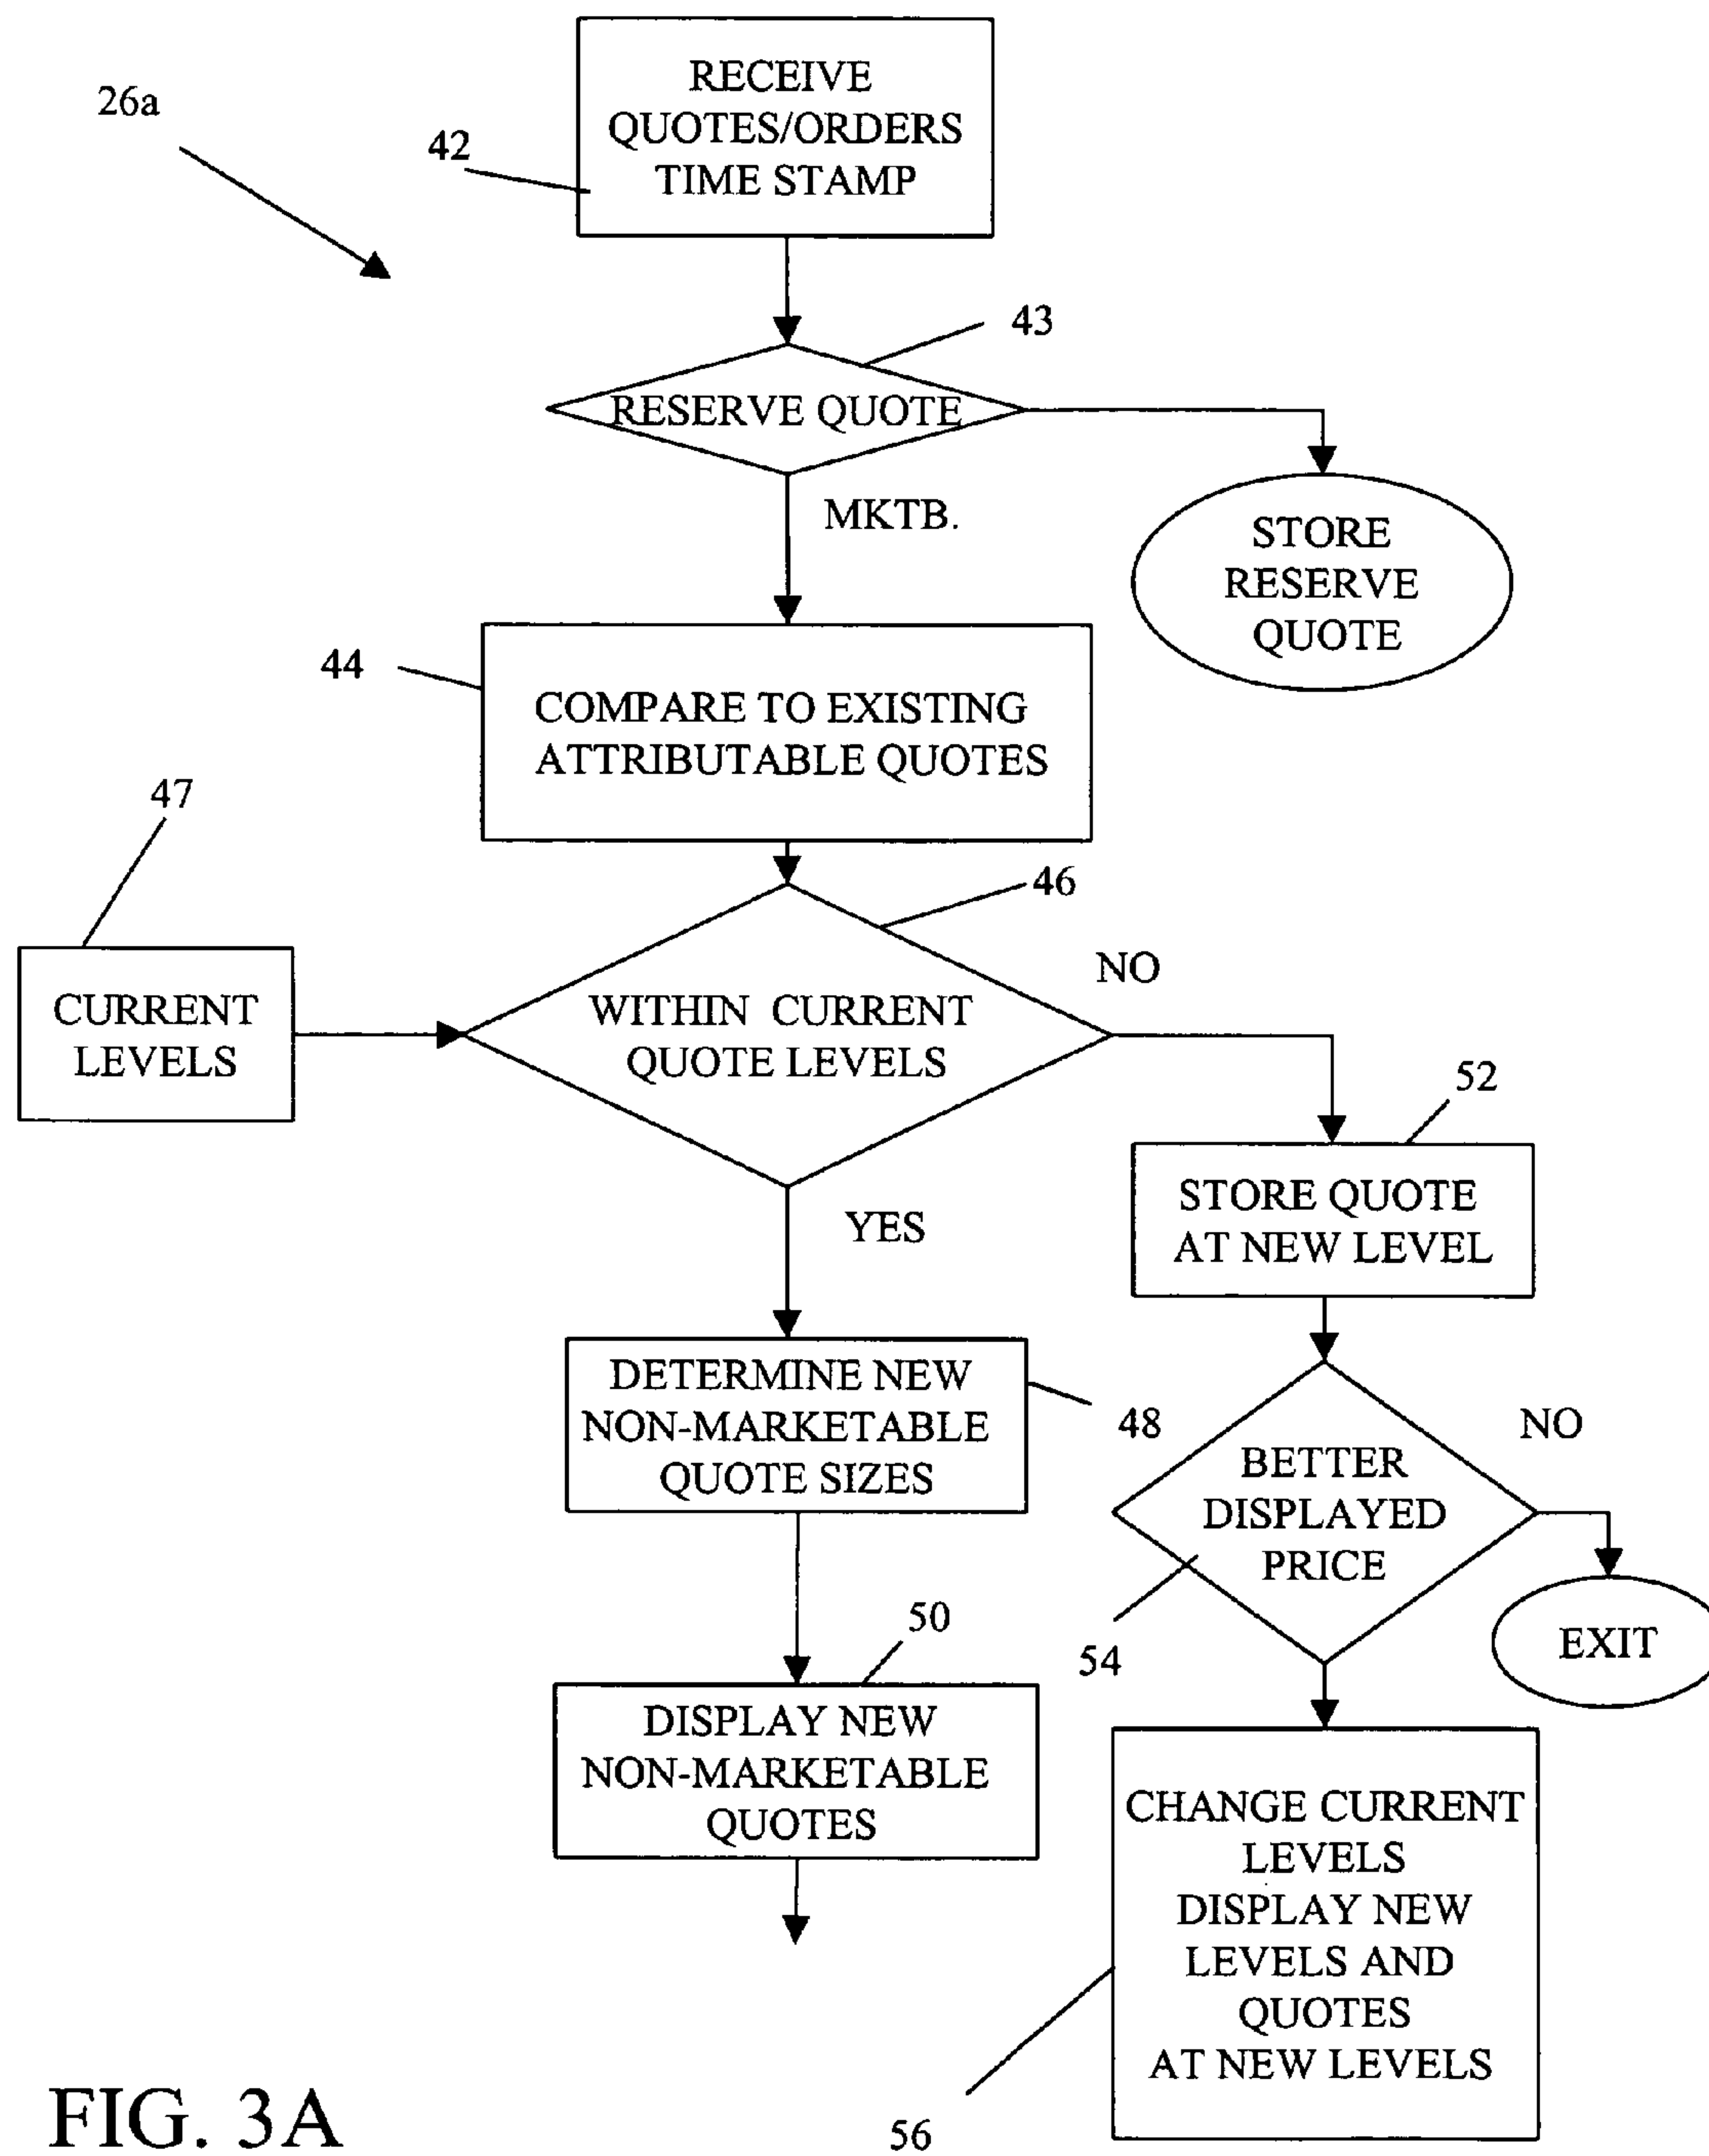 RECEIVE
QUOTES/ORDERS
TIME STAMP
26a
42
43
RESERVE QUOTE
MKTB.
STORE
RESERVE
QUOTE
44
COMPARE TO EXISTING
ATTRIBUTABLE QUOTES
47
46
CURRENT
LEVELS
WITHIN CURRENT
QUOTE LEVELS
NO
52
YES
STORE QUOTE
AT NEW LEVEL
DETERMINE NEW
NON-MARKETABLE
QUOTE SIZES
48
BETTER
DISPLAYED
PRICE
NO
54
EXIT
50
DISPLAY NEW
NON-MARKETABLE
QUOTES
CHANGE CURRENT
LEVELS
DISPLAY NEW
LEVELS AND
QUOTES
AT NEW LEVELS
56
FIG. 3A